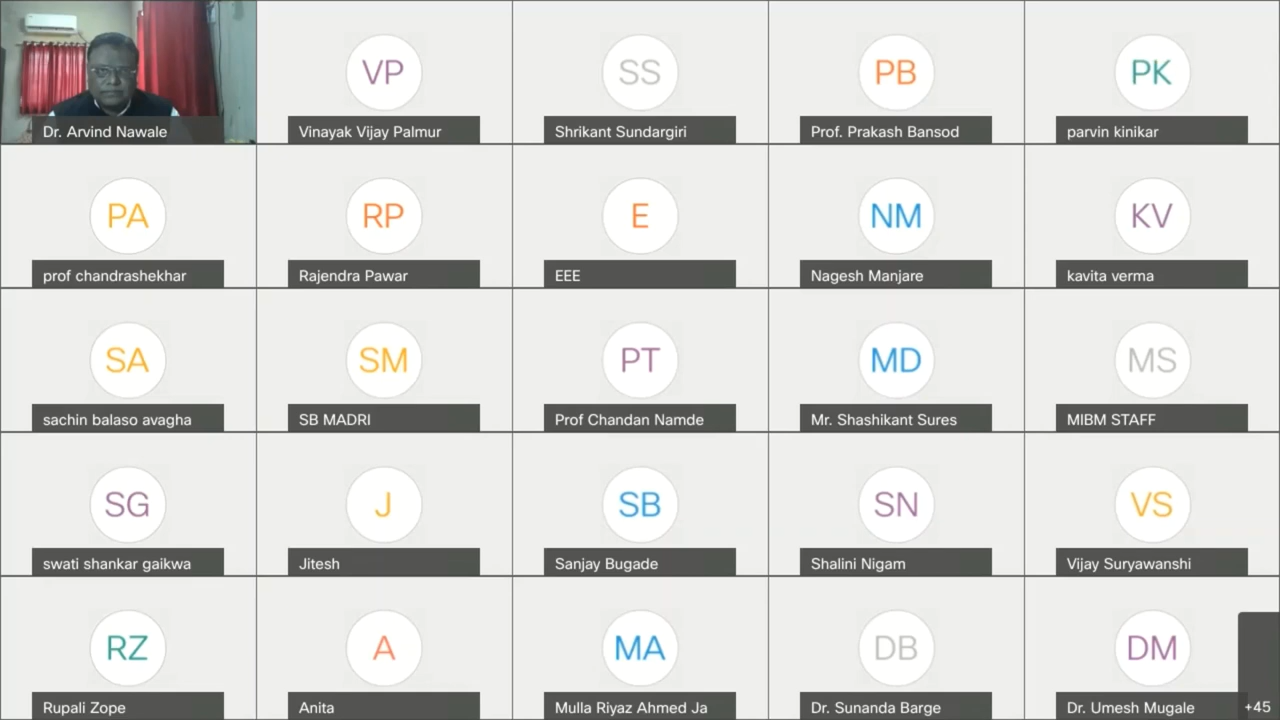 Dr. Arvind Nawale
VP
Vinayak Vijay Palmur
SS
Shrikant Sundargiri
PB
Prof. Prakash Bansod
PK
parvin kinikar
PA
prof chandrashekhar
RP
Rajendra Pawar
E
EEE
NM
Nagesh Manjare
KV
kavita verma
SA
sachin balaso avagha
SM
SB MADRI
PT
Prof Chandan Namde
MD
Mr. Shashikant Sures
MS
MIBM STAFF
SG
swati shankar gaikwa
J
Jitesh
SB
Sanjay Bugade
SN
Shalini Nigam
VS
Vijay Suryawanshi
RZ
Rupali Zope
A
Anita
MA
Mulla Riyaz Ahmed Ja
DB
Dr. Sunanda Barge
DM
Dr. Umesh Mugale
+45